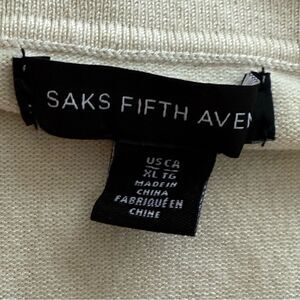 SAKS FIFTH AVEN
US CA
XL TG
MADE IN
CHINA
FABRIQUÉ EN
CHINE